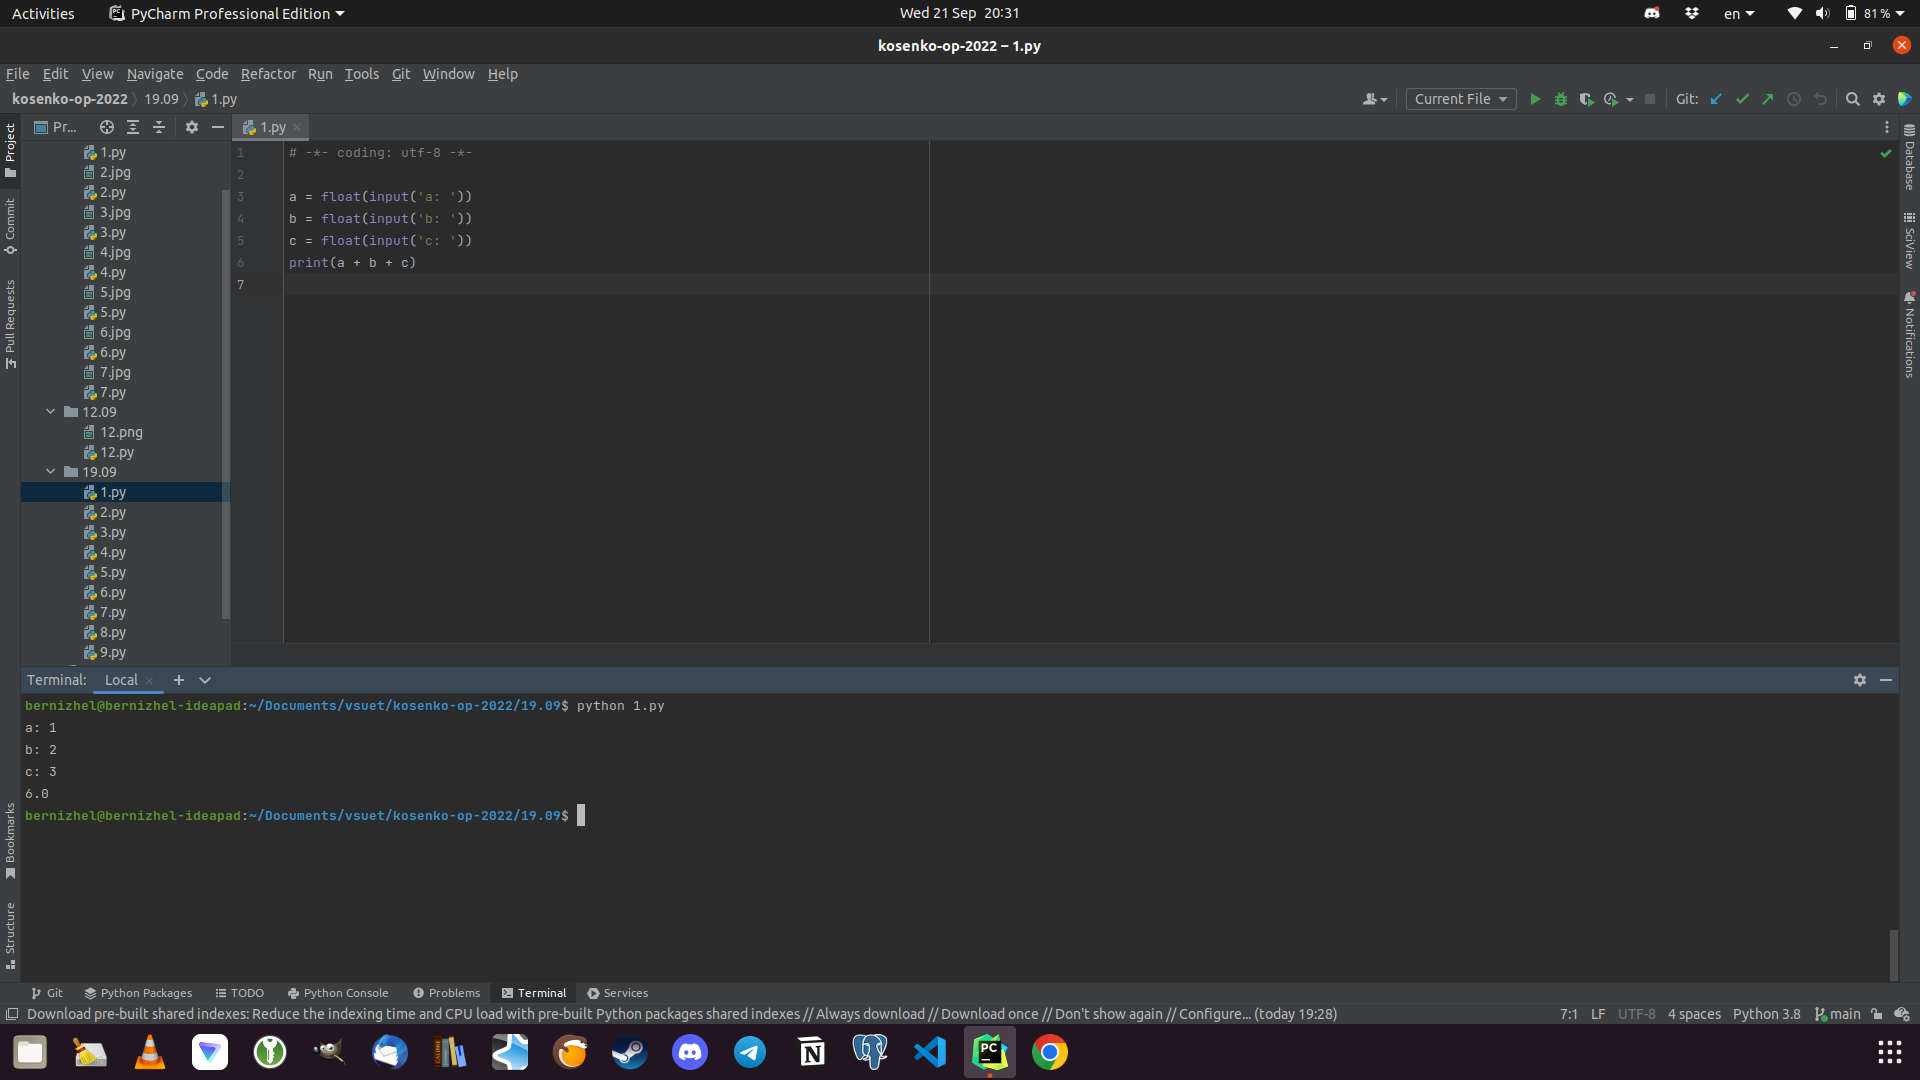 Activities
PyCharm Professional Edition
Wed 21 Sep 20:31
en
81 %
kosenko-op-2022 – 1.py
File Edit View Navigate Code Refactor Run Tools Git Window Help
kosenko-op-2022 19.09 1.py
Current File
Git:
Project
Commit
Pull Requests
Bookmarks
Structure
Pr...
1.py
2.jpg
2.py
3.jpg
3.py
4.jpg
4.py
5.jpg
5.py
6.jpg
6.py
7.jpg
7.py
12.09
12.png
12.py
19.09
1.py
2.py
3.py
4.py
5.py
6.py
7.py
8.py
9.py
1.py
1 # -*- coding: utf-8 -*-
2
3 a = float(input('a: '))
4 b = float(input('b: '))
5 c = float(input('c: '))
6 print(a + b + c)
7
Database
SciView
Notifications
Terminal: Local
bernizhel@bernizhel-ideapad:~/Documents/vsuet/kosenko-op-2022/19.09$ python 1.py
a: 1
b: 2
c: 3
6.0
bernizhel@bernizhel-ideapad:~/Documents/vsuet/kosenko-op-2022/19.09$
Git Python Packages TODO Python Console Problems Terminal Services
Download pre-built shared indexes: Reduce the indexing time and CPU load with pre-built Python packages shared indexes // Always download // Download once // Don't show again // Configure... (today 19:28)
7:1 LF UTF-8 4 spaces Python 3.8 main
PC